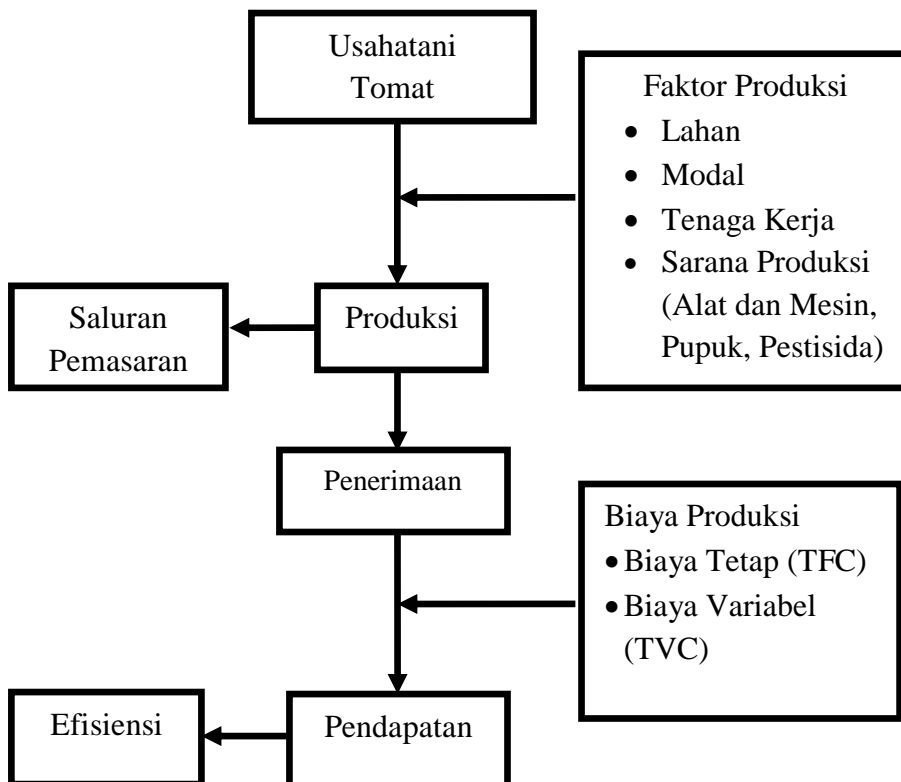 Usahatani
Tomat
Faktor Produksi
• Lahan
• Modal
• Tenaga Kerja
• Sarana Produksi
(Alat dan Mesin,
Pupuk, Pestisida)
Saluran
Pemasaran
Produksi
Penerimaan
Biaya Produksi
• Biaya Tetap (TFC)
• Biaya Variabel
(TVC)
Efisiensi
Pendapatan